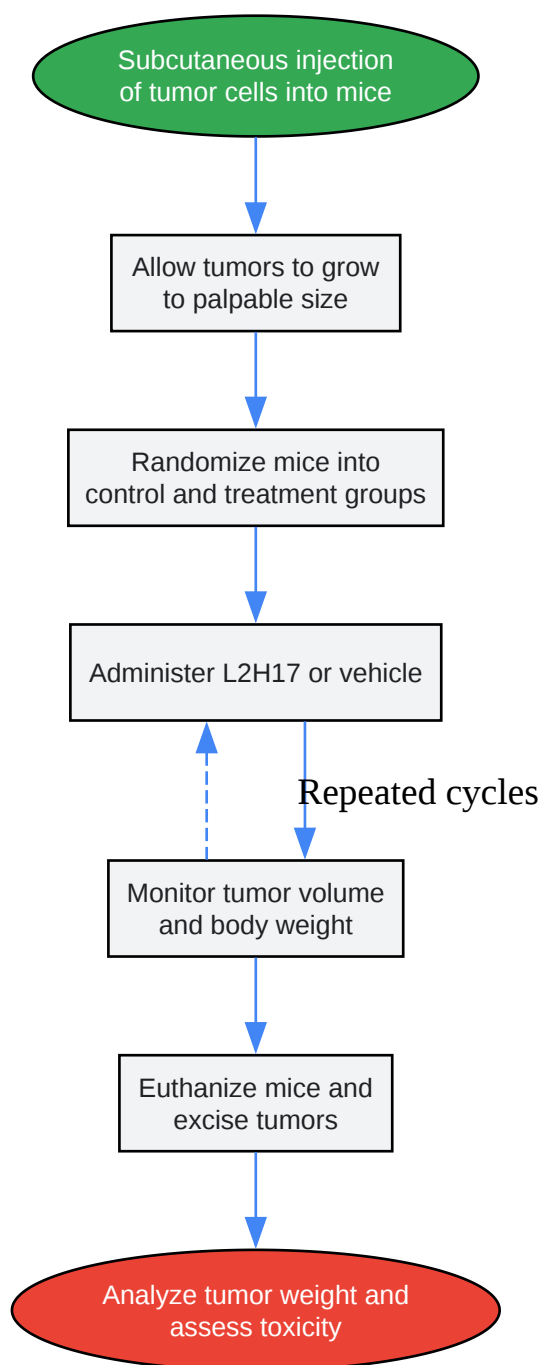 Subcutaneous injection
of tumor cells into mice
Allow tumors to grow
to palpable size
Randomize mice into
control and treatment groups
Administer L2H17 or vehicle
Repeated cycles
Monitor tumor volume
and body weight
Euthanize mice and
excise tumors
Analyze tumor weight and
assess toxicity